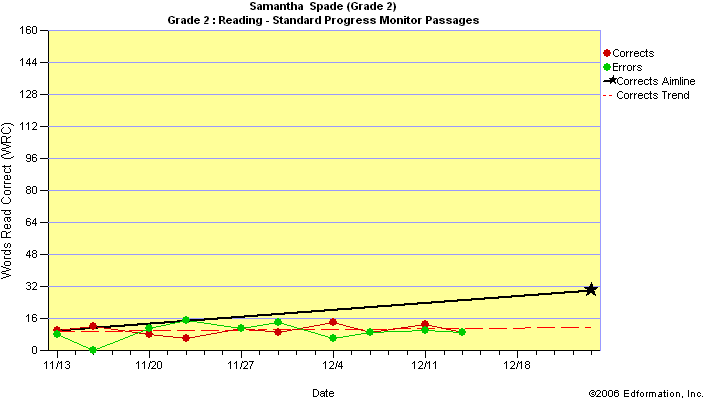 Samantha  Spade (Grade 2)
Grade 2 : Reading - Standard Progress Monitor Passages
Words Read Correct (WRC)
160
144
128
112
96
80
64
48
32
16
0
11/13
11/20
11/27
12/4
12/11
12/18
Date
Corrects
Errors
Corrects Aimline
Corrects Trend
©2006 Edformation, Inc.